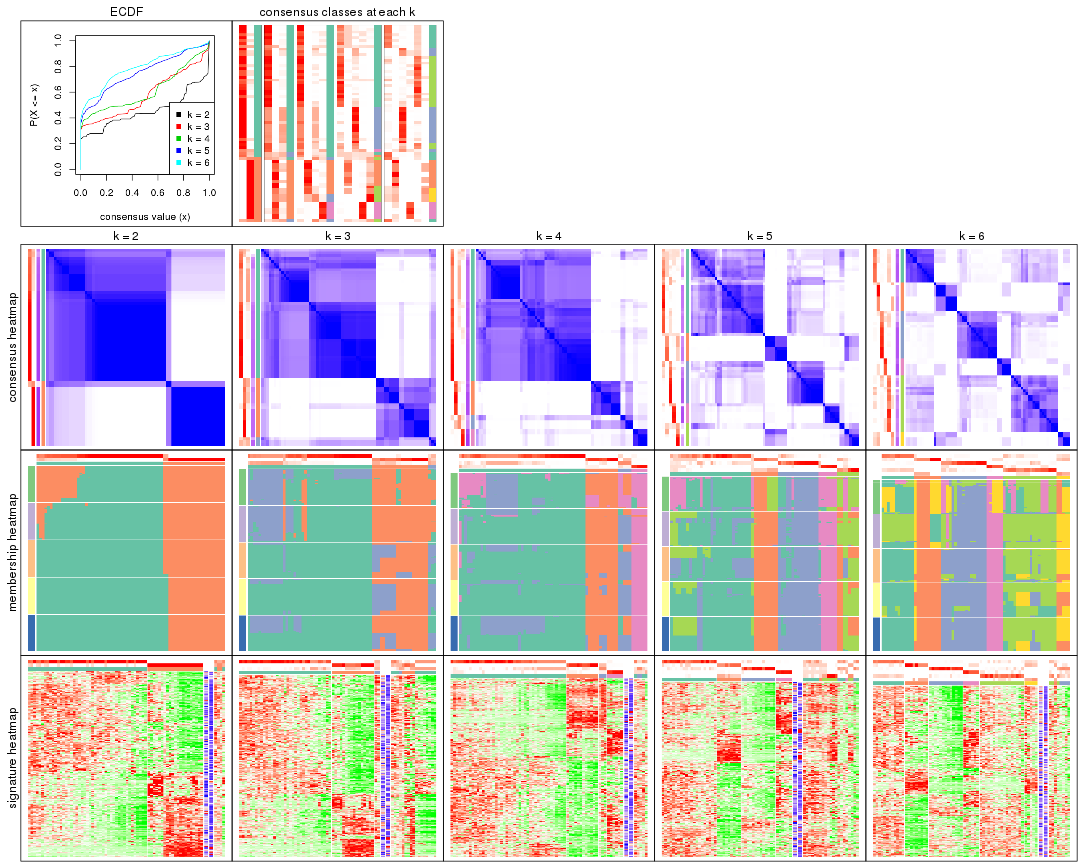 ECDF
consensus classes at each k
P(X <= x)
0.0 0.2 0.4 0.6 0.8 1.0
k = 2
k = 3
k = 4
k = 5
k = 6
0.0 0.2 0.4 0.6 0.8 1.0
consensus value (x)
k = 2 k = 3 k = 4 k = 5 k = 6
consensus heatmap
membership heatmap
signature heatmap